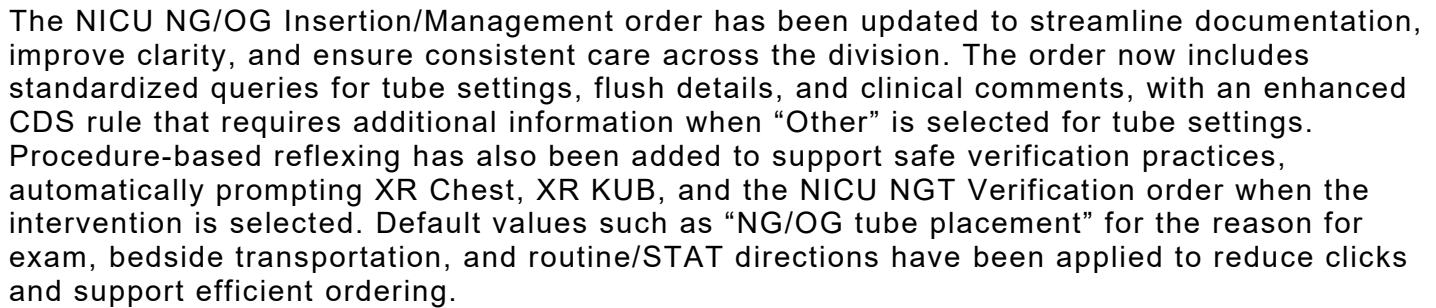 The NICU NG/OG Insertion/Management order has been updated to streamline documentation,
improve clarity, and ensure consistent care across the division. The order now includes
standardized queries for tube settings, flush details, and clinical comments, with an enhanced
CDS rule that requires additional information when “Other” is selected for tube settings.
Procedure-based reflexing has also been added to support safe verification practices,
automatically prompting XR Chest, XR KUB, and the NICU NGT Verification order when the
intervention is selected. Default values such as “NG/OG tube placement” for the reason for
exam, bedside transportation, and routine/STAT directions have been applied to reduce clicks
and support efficient ordering.